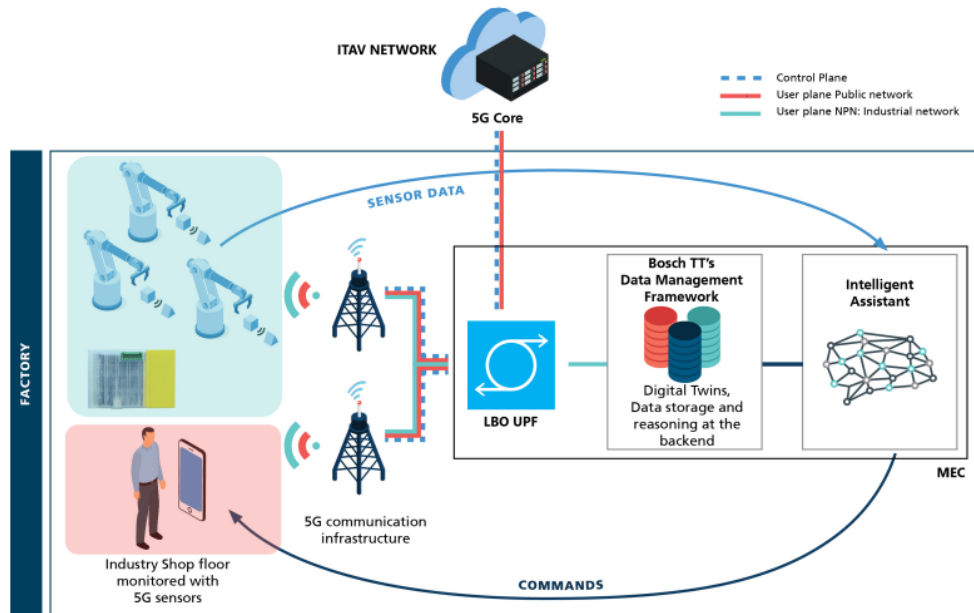 ITAV NETWORK
5G Core
Control Plane
User plane Public network
User plane NPN: Industrial network
FACTORY
SENSOR DATA
Bosch TT's
Data Management
Framework
Digital Twins,
Data storage and
reasoning at the
backend
Intelligent
Assistant
LBO UPF
MEC
5G communication
infrastructure
Industry Shop floor
monitored with
5G sensors
COMMANDS